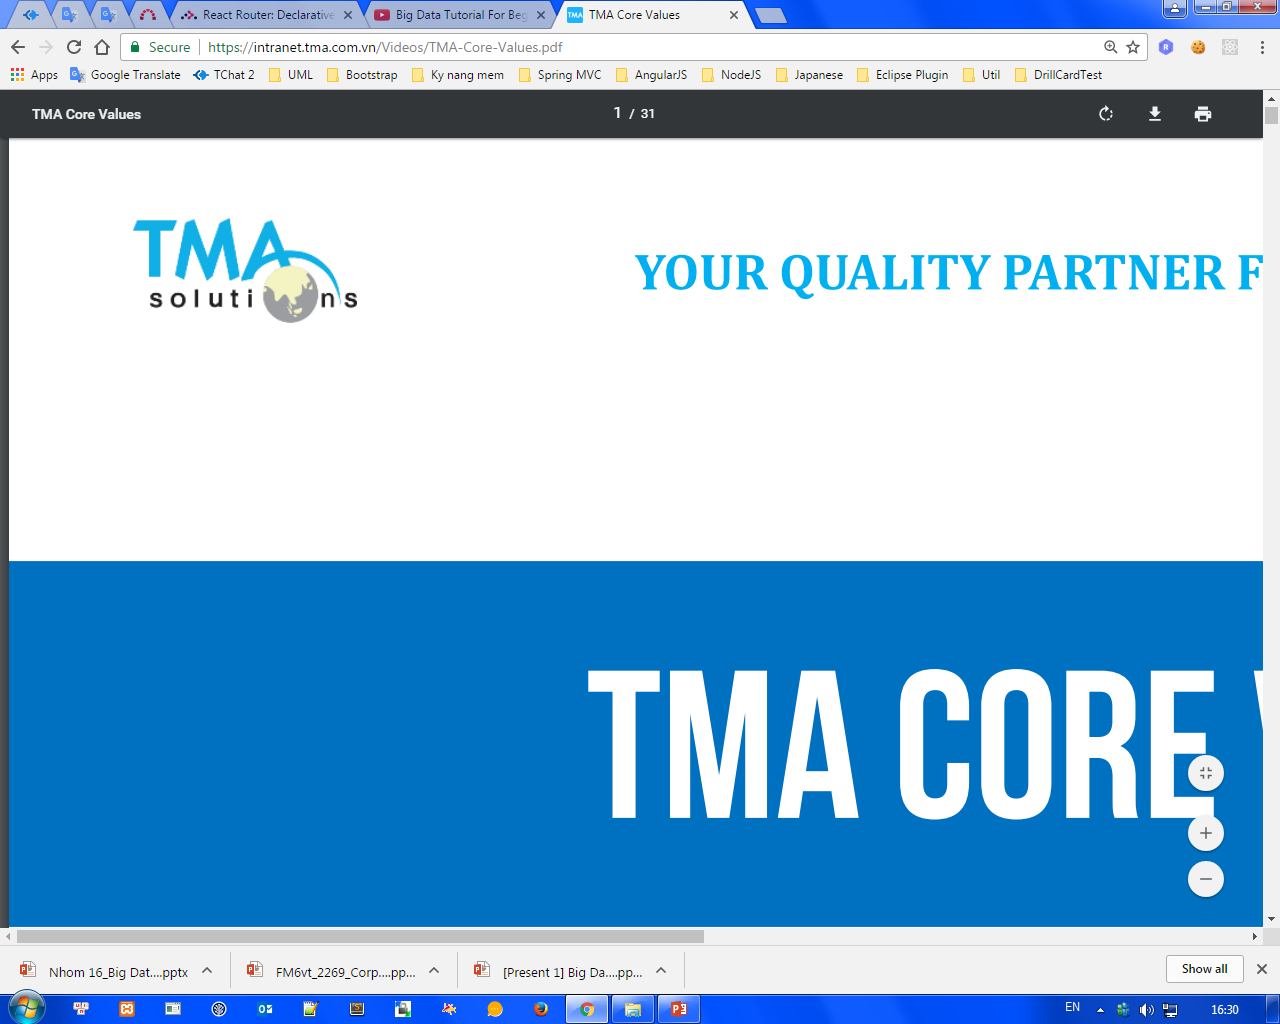 React Router: Declarative
Big Data Tutorial For Beg
TMA Core Values
Secure
https://intranet.tma.com.vn/Videos/TMA-Core-Values.pdf
Apps
Google Translate
TChat 2
UML
Bootstrap
Ky nang mem
Spring MVC
AngularJS
NodeJS
Japanese
Eclipse Plugin
Util
DrillCardTest
TMA Core Values
1 / 31
TMA
solutions
YOUR QUALITY PARTNER F
TMA CORE
Nhom 16_Big Dat....pptx
FM6vt_2269_Corp....pp...
[Present 1] Big Da....pp...
Show all
EN
16:30